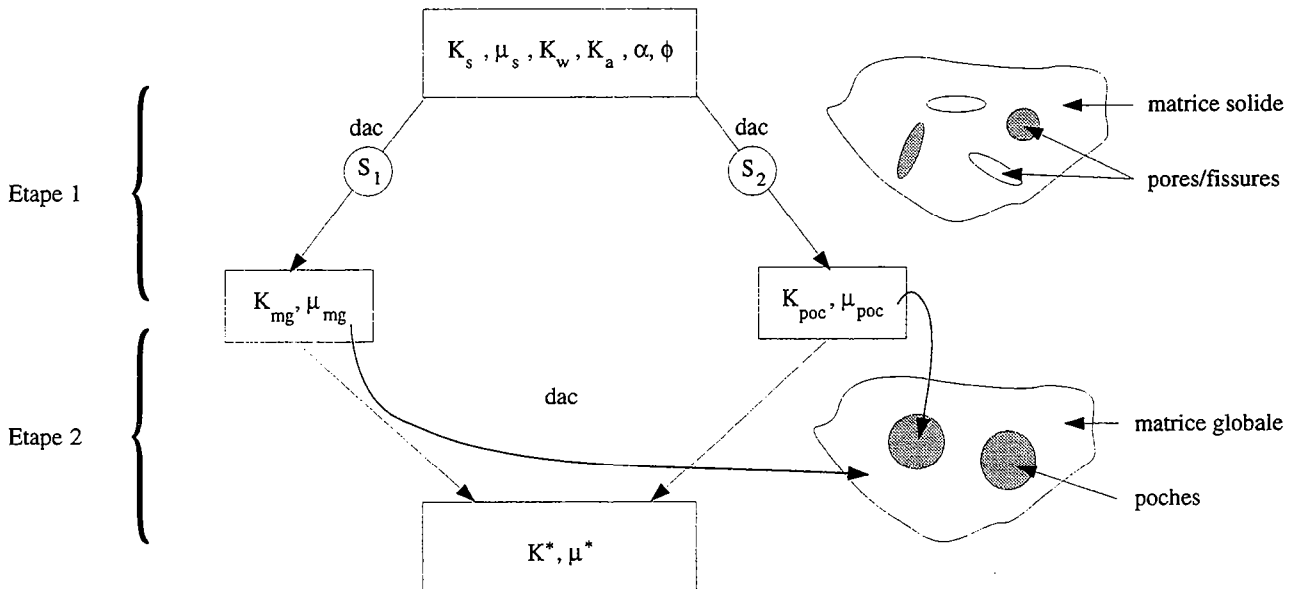 K_s , μ_s , K_w , K_a , α, φ
dac
dac
S_1
S_2
matrice solide
pores/fissures
Etape 1
K_mg, μ_mg
K_poc, μ_poc
dac
matrice globale
Etape 2
poches
K*, μ*